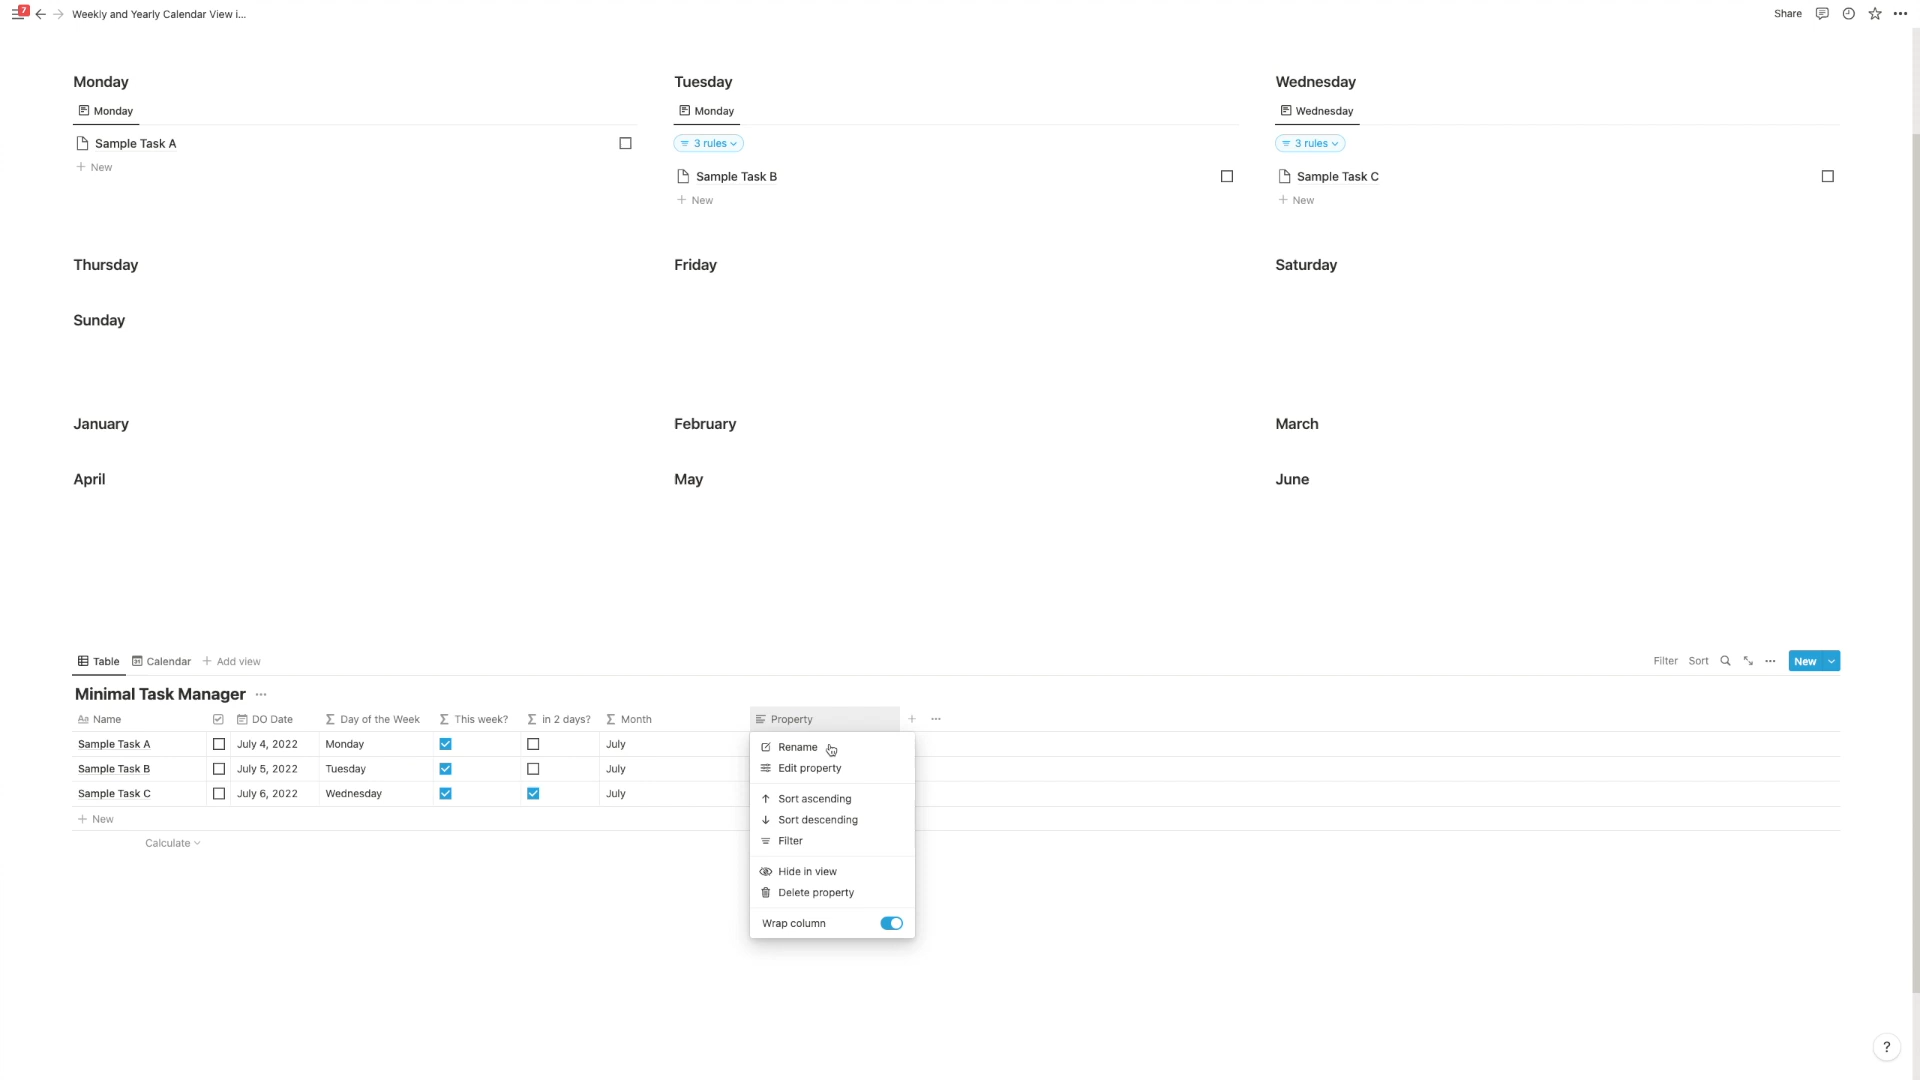 7
Weekly and Yearly Calendar View i...
Share
Monday
Tuesday
Wednesday
Monday
Monday
Wednesday
Sample Task A
3 rules
3 rules
New
Sample Task B
Sample Task C
New
New
Thursday
Friday
Saturday
Sunday
January
February
March
April
May
June
Table
Calendar
Add view
Filter
Sort
New
Minimal Task Manager
Aa Name
DO Date
Σ Day of the Week
Σ This week?
Σ in 2 days?
Σ Month
Property
Sample Task A
July 4, 2022
Monday
July
Rename
Sample Task B
July 5, 2022
Tuesday
July
Edit property
Sample Task C
July 6, 2022
Wednesday
July
Sort ascending
New
Sort descending
Calculate
Filter
Hide in view
Delete property
Wrap column
?